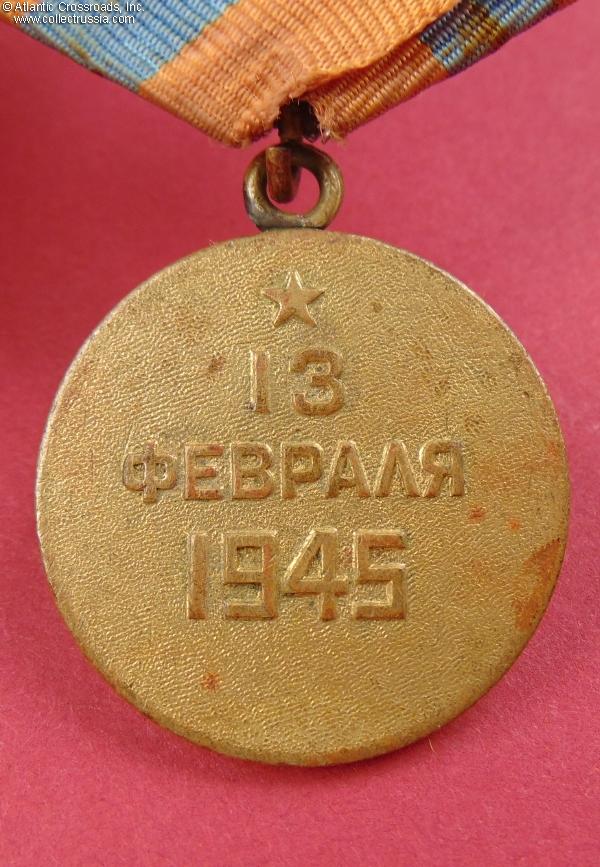 © Atlantic Crossroads, Inc.
www.collectrussia.com
13
ФЕВРАЛЯ
1945